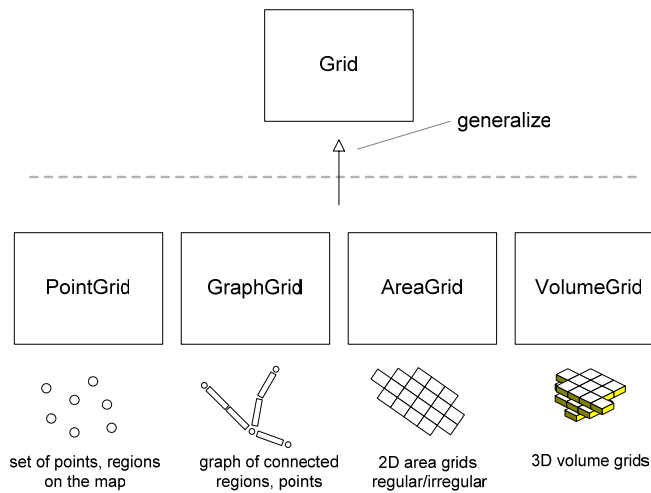 Grid
generalize
PointGrid
GraphGrid
AreaGrid
VolumeGrid
set of points, regions
on the map
graph of connected
regions, points
2D area grids
regular/irregular
3D volume grids